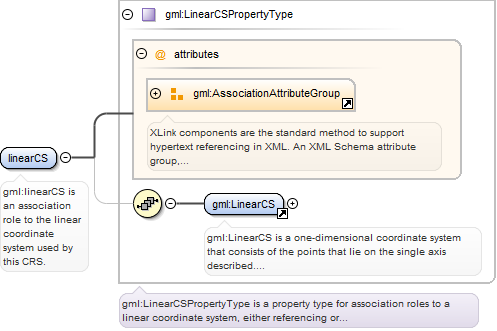 gml:LinearCSPropertyType
@ attributes
gml:AssociationAttributeGroup
XLink components are the standard method to support
hypertext referencing in XML. An XML Schema attribute
group,...
linearCS
gml:linearCS is
an association
role to the linear
coordinate
system used by
this CRS.
gml:LinearCS
gml:LinearCS is a one-dimensional coordinate system
that consists of the points that lie on the single axis
described....
gml:LinearCSPropertyType is a property type for association roles to a
linear coordinate system, either referencing or...